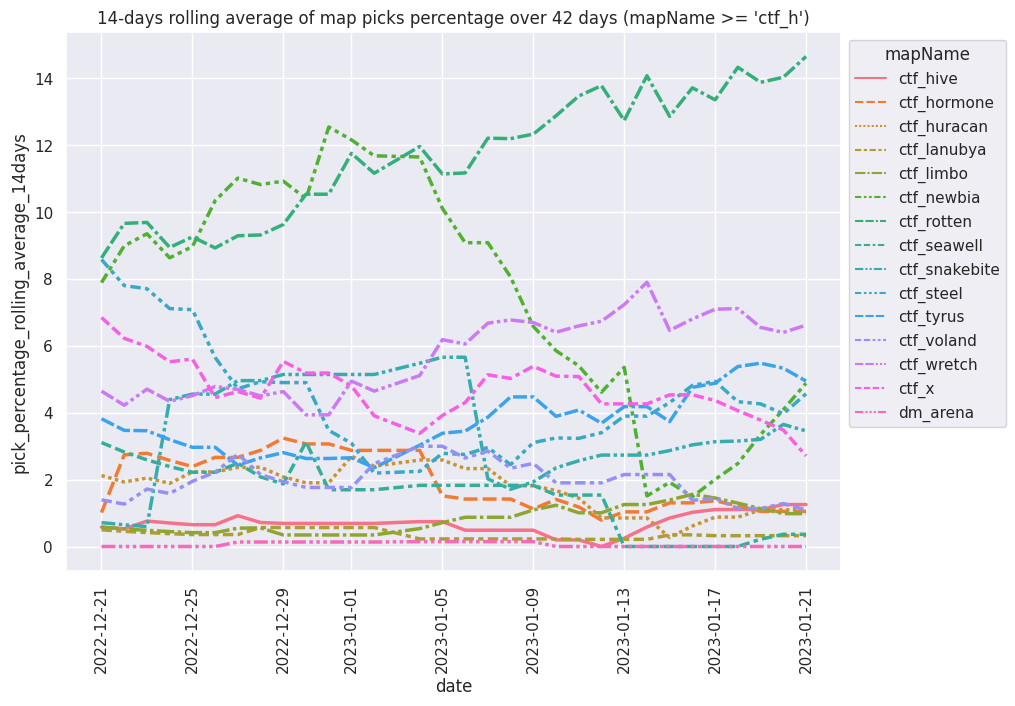 14-days rolling average of map picks percentage over 42 days (mapName >= 'ctf_h')
pick_percentage_rolling_average_14days
14
12
10
8
6
4
2
0
2022-12-21
2022-12-25
2022-12-29
2023-01-01
2023-01-05
2023-01-09
2023-01-13
2023-01-17
2023-01-21
date
mapName
ctf_hive
ctf_hormone
ctf_huracan
ctf_lanubya
ctf_limbo
ctf_newbia
ctf_rotten
ctf_seawell
ctf_snakebite
ctf_steel
ctf_tyrus
ctf_voland
ctf_wretch
ctf_x
dm_arena